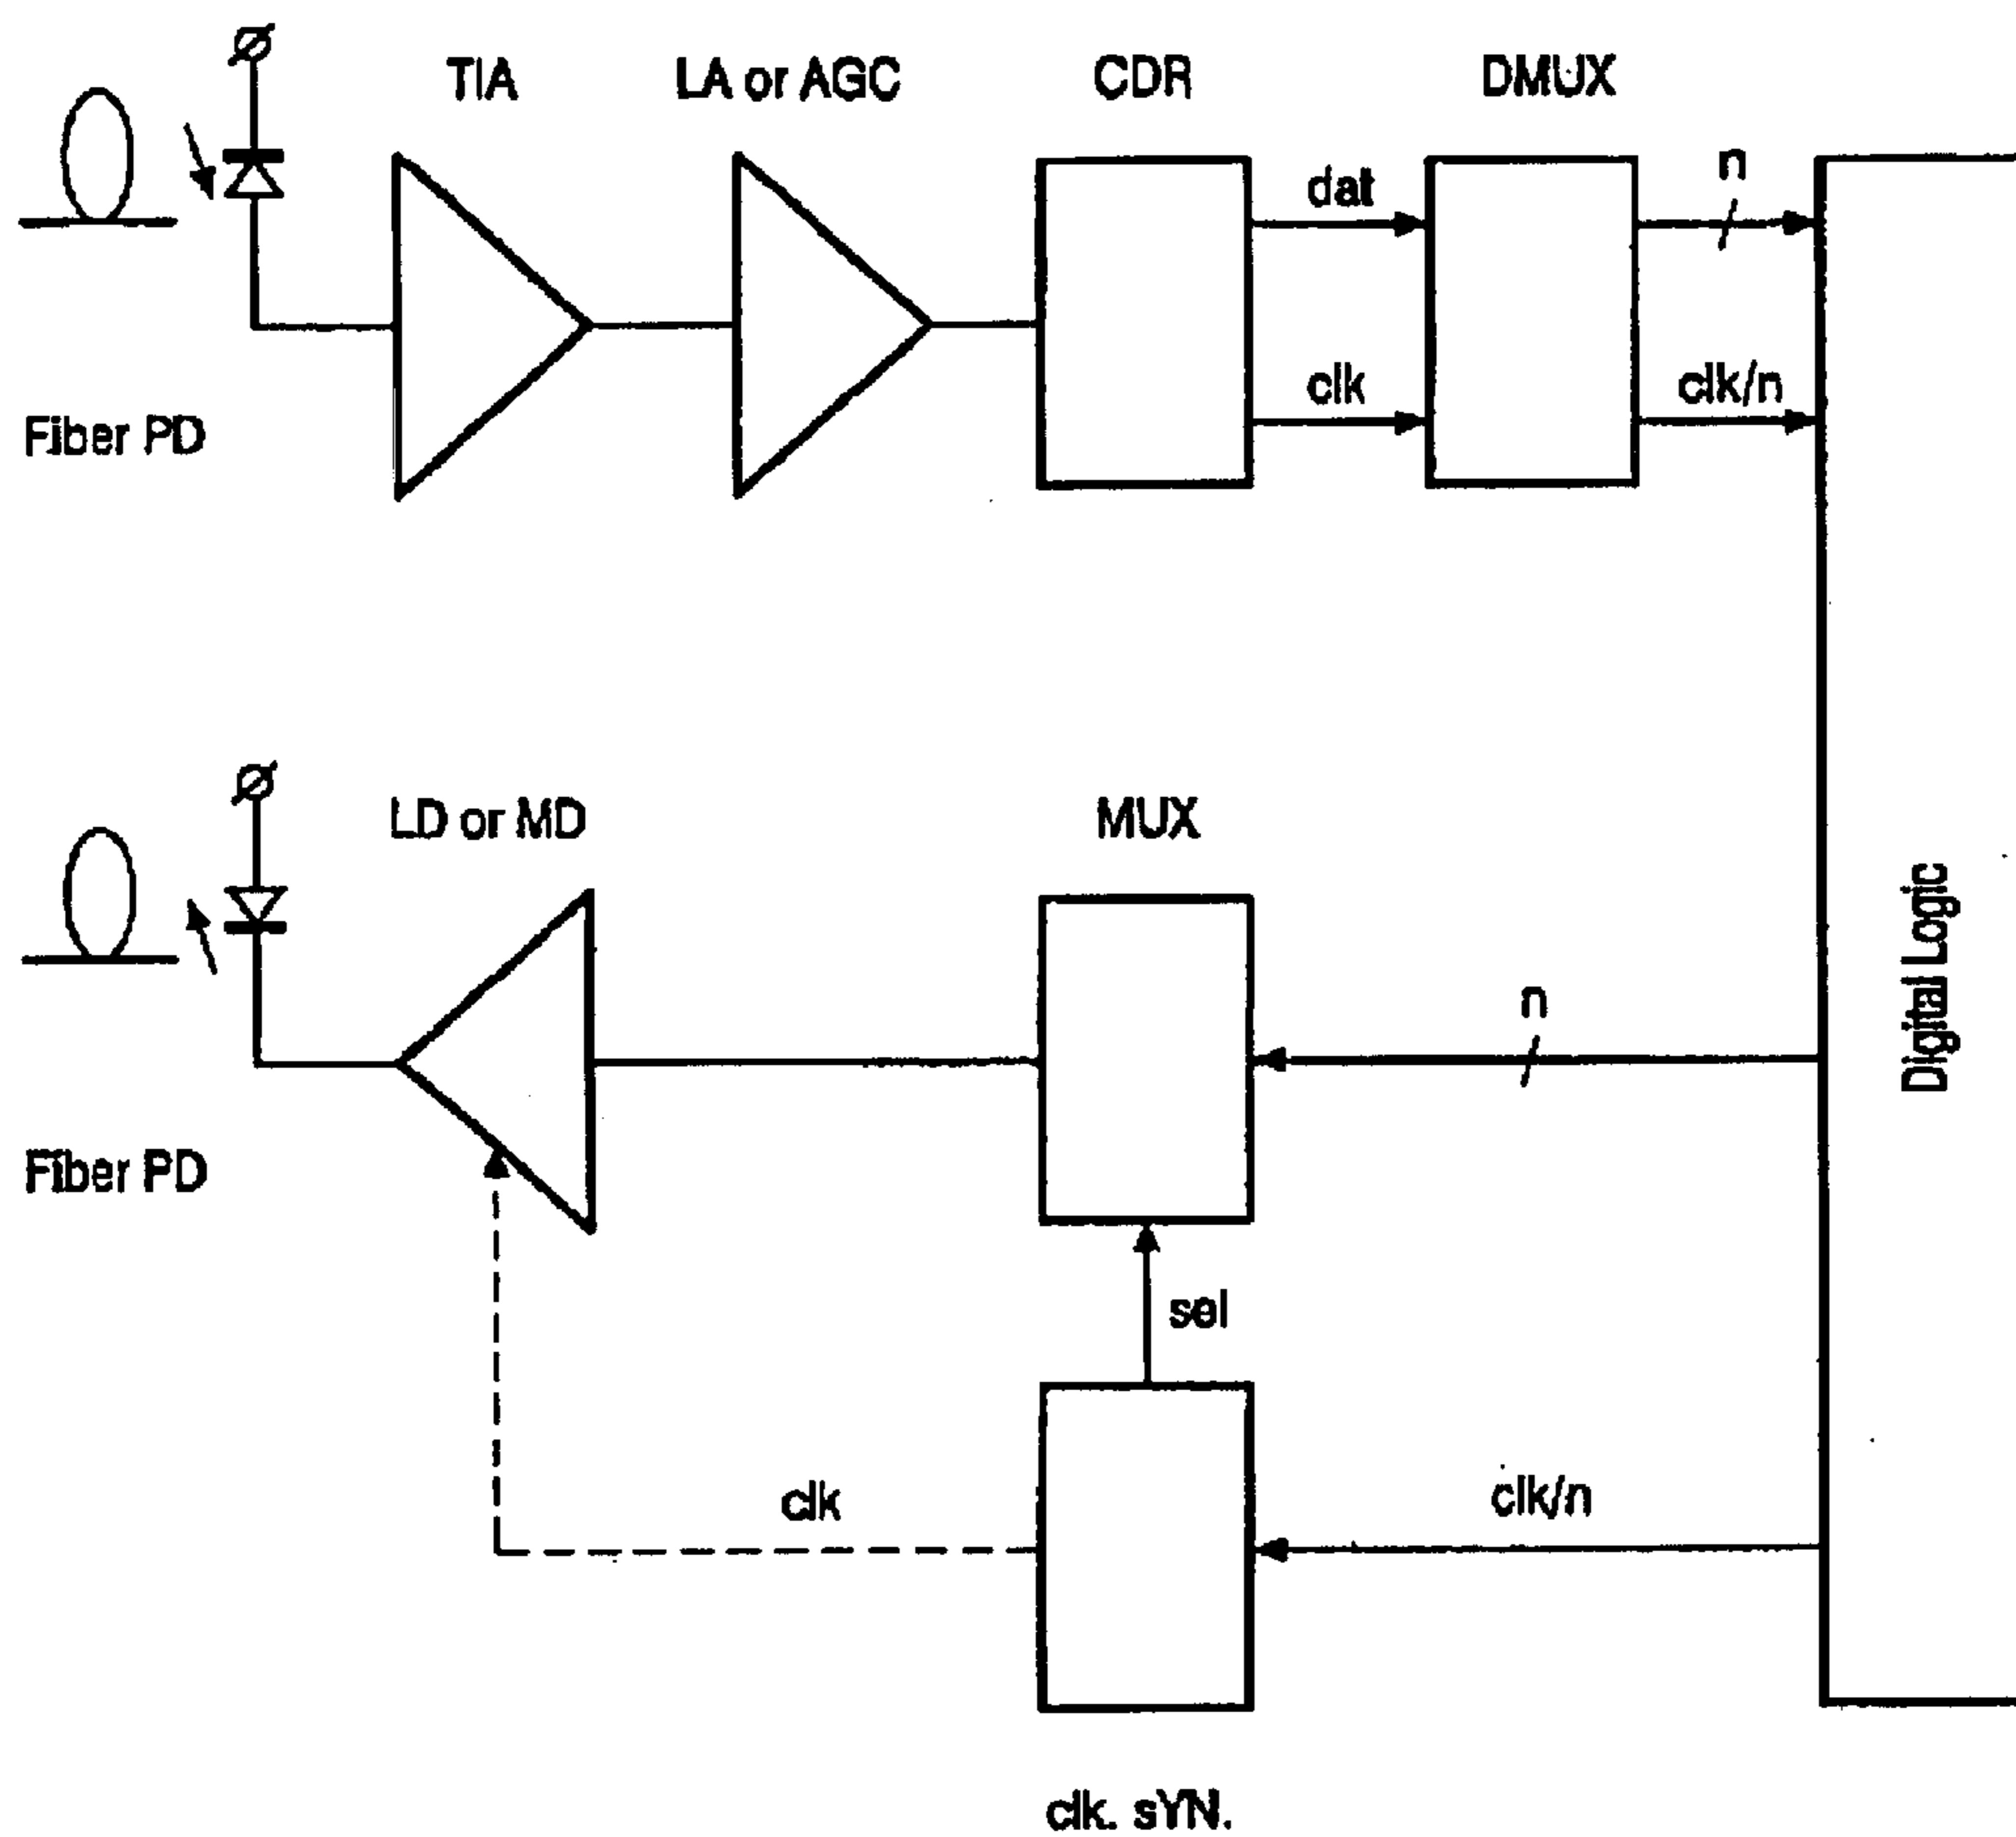 TIA
LA or AGC
CDR
DMUX
dat
n
clk
clk/n
Fiber PD
LD or MD
MUX
n
Digital Logic
Fiber PD
sel
clk
clk/n
clk. sYN.